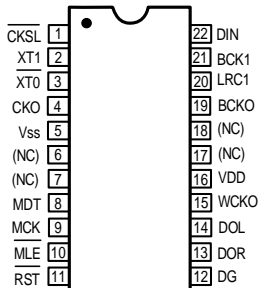 CKSL 1 22 DIN
XT1 2 21 BCK1
XT0 3 20 LRC1
CKO 4 19 BCKO
Vss 5 18 (NC)
(NC) 6 17 (NC)
(NC) 7 16 VDD
MDT 8 15 WCKO
MCK 9 14 DOL
MLE 10 13 DOR
RST 11 12 DG